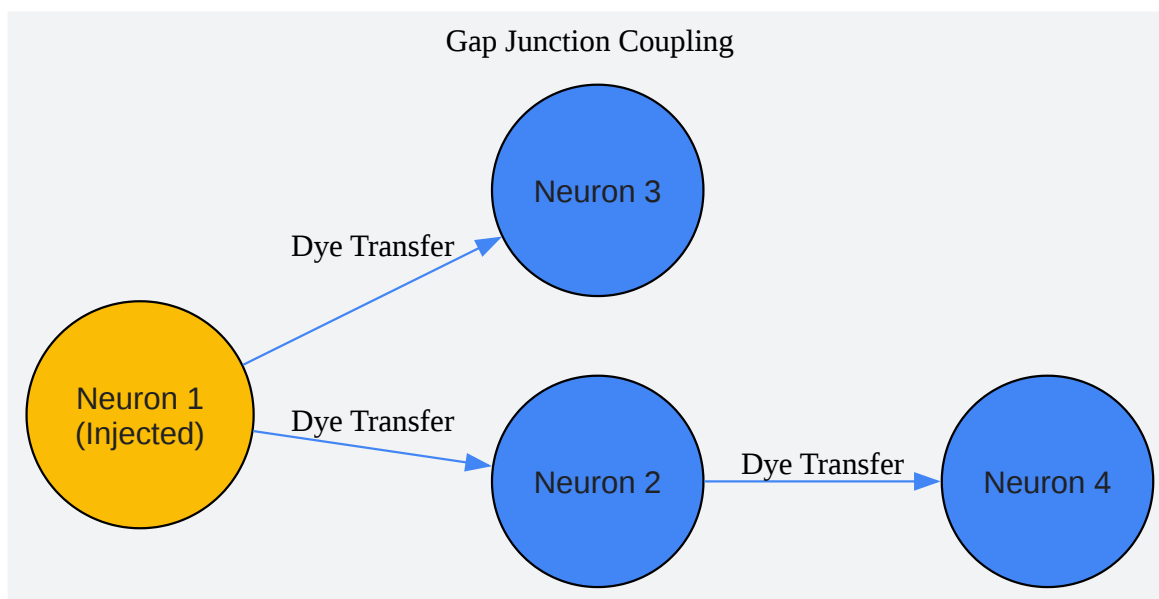 Gap Junction Coupling
Neuron 3
Dye Transfer
Neuron 1
(Injected)
Dye Transfer
Neuron 2
Dye Transfer
Neuron 4